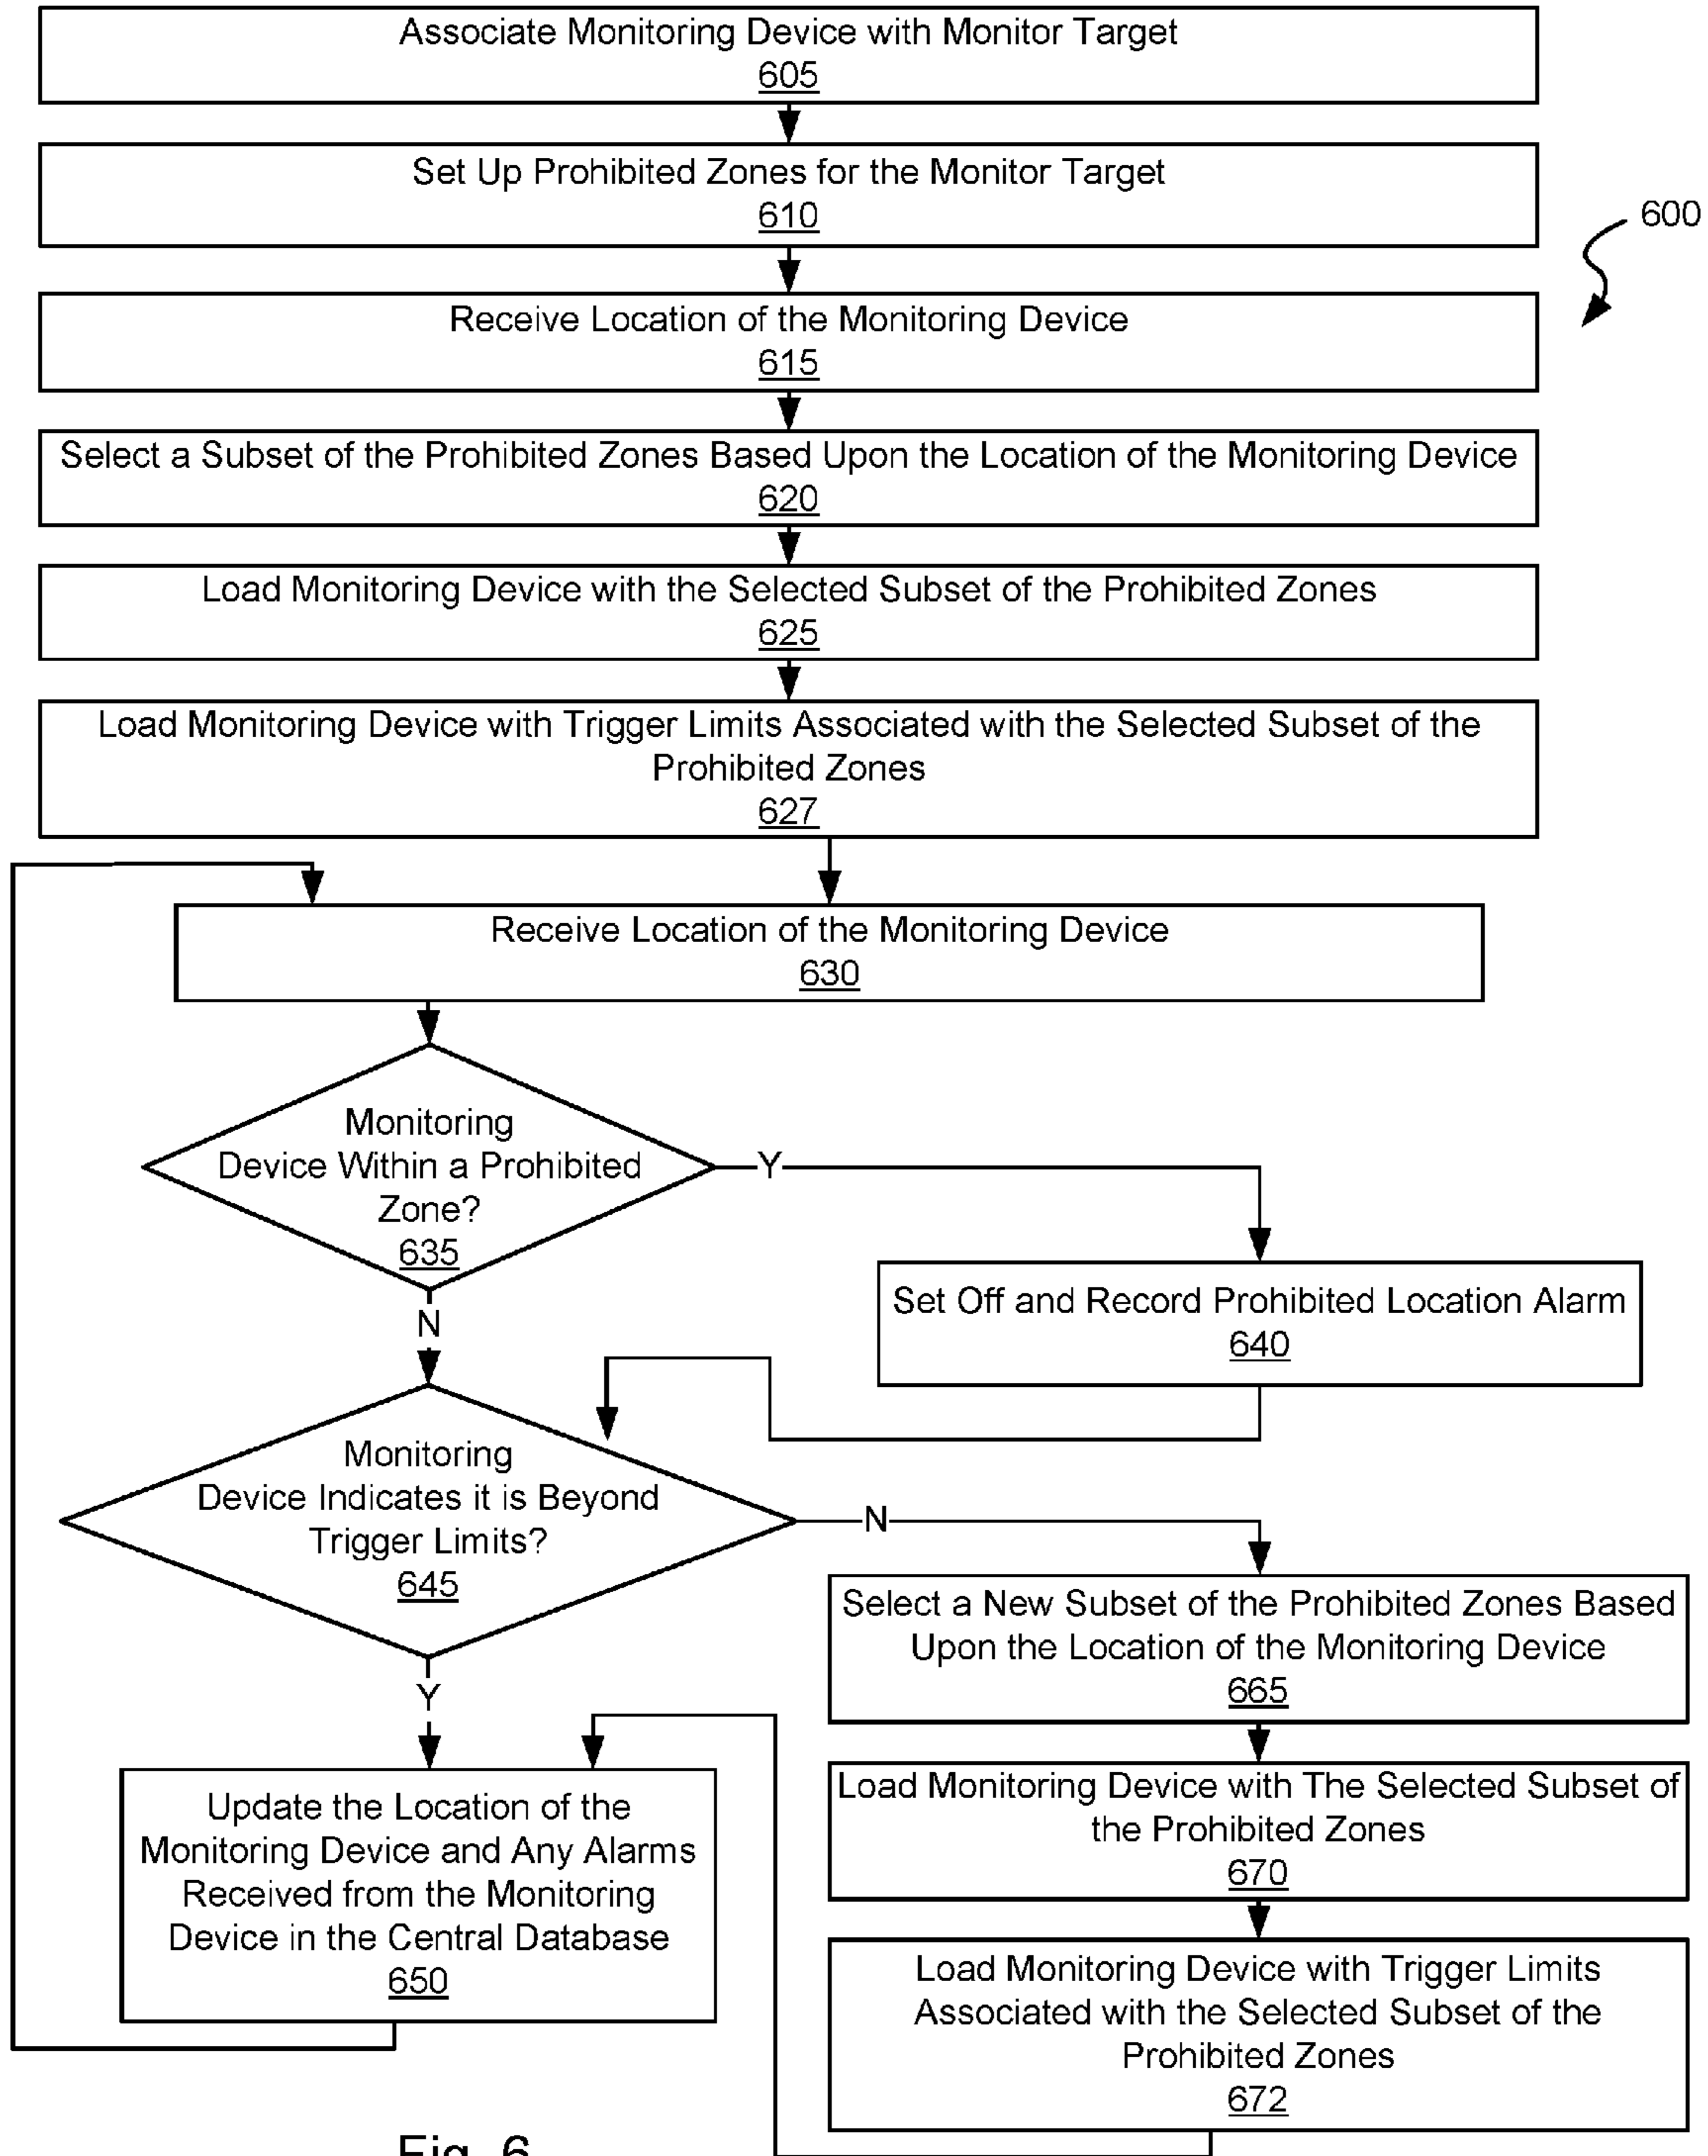 Associate Monitoring Device with Monitor Target
605
Set Up Prohibited Zones for the Monitor Target
610
600
Receive Location of the Monitoring Device
615
Select a Subset of the Prohibited Zones Based Upon the Location of the Monitoring Device
620
Load Monitoring Device with the Selected Subset of the Prohibited Zones
625
Load Monitoring Device with Trigger Limits Associated with the Selected Subset of the
Prohibited Zones
627
Receive Location of the Monitoring Device
630
Monitoring
Device Within a Prohibited
Zone?
635
Y
N
Set Off and Record Prohibited Location Alarm
640
Monitoring
Device Indicates it is Beyond
Trigger Limits?
645
N
Y
Select a New Subset of the Prohibited Zones Based
Upon the Location of the Monitoring Device
665
Load Monitoring Device with The Selected Subset of
the Prohibited Zones
670
Load Monitoring Device with Trigger Limits
Associated with the Selected Subset of the
Prohibited Zones
672
Update the Location of the
Monitoring Device and Any Alarms
Received from the Monitoring
Device in the Central Database
650
Fig. 6